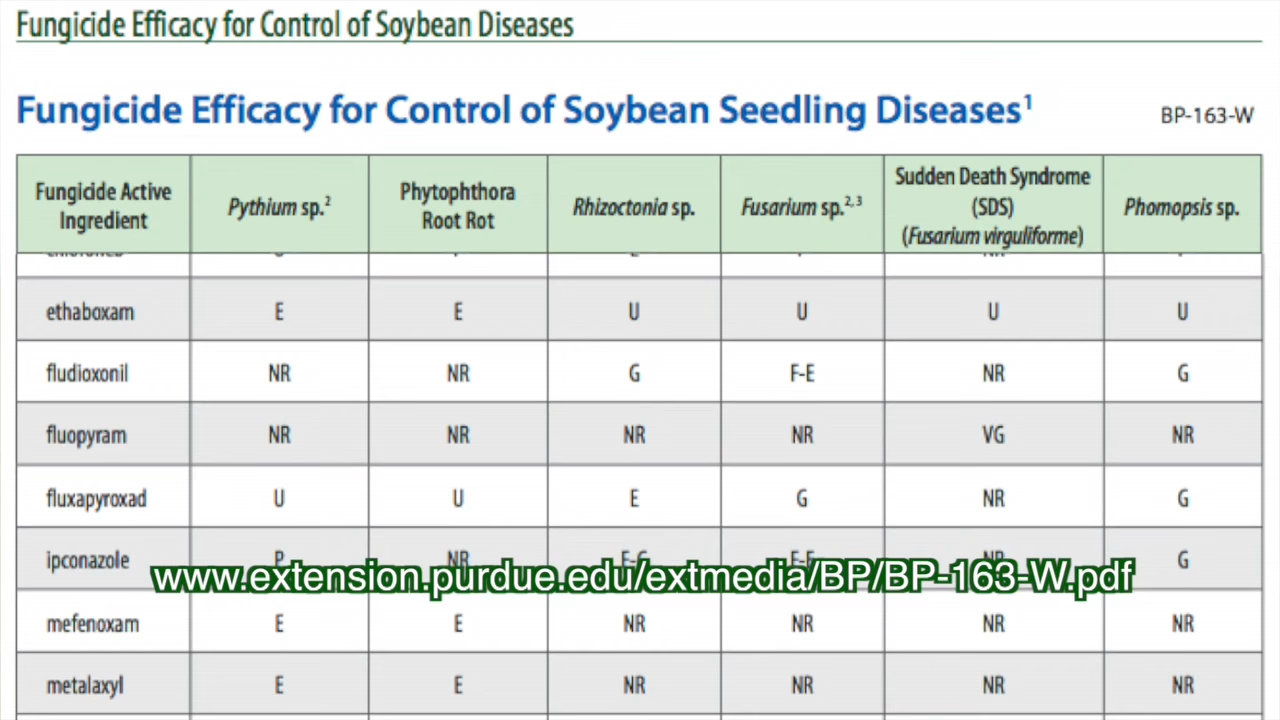 Fungicide Efficacy for Control of Soybean Diseases
Fungicide Efficacy for Control of Soybean Seedling Diseases¹
BP-163-W
Fungicide Active Ingredient Pythium sp.² Phytophthora Root Rot Rhizoctonia sp. Fusarium sp.²,³ Sudden Death Syndrome (SDS) (Fusarium virguliforme) Phomopsis sp.
ethaboxam E E U U U U
fludioxonil NR NR G F-E NR G
fluopyram NR NR NR NR VG NR
fluxapyroxad U U E G NR G
ipconazole P NR F-G F-E NR G
www.extension.purdue.edu/extmedia/BP/BP-163-W.pdf
mefenoxam E E NR NR NR NR
metalaxyl E E NR NR NR NR